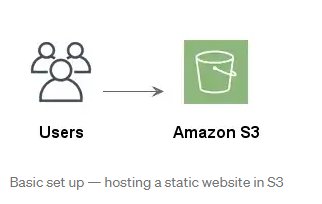 Users
Amazon S3
Basic set up — hosting a static website in S3